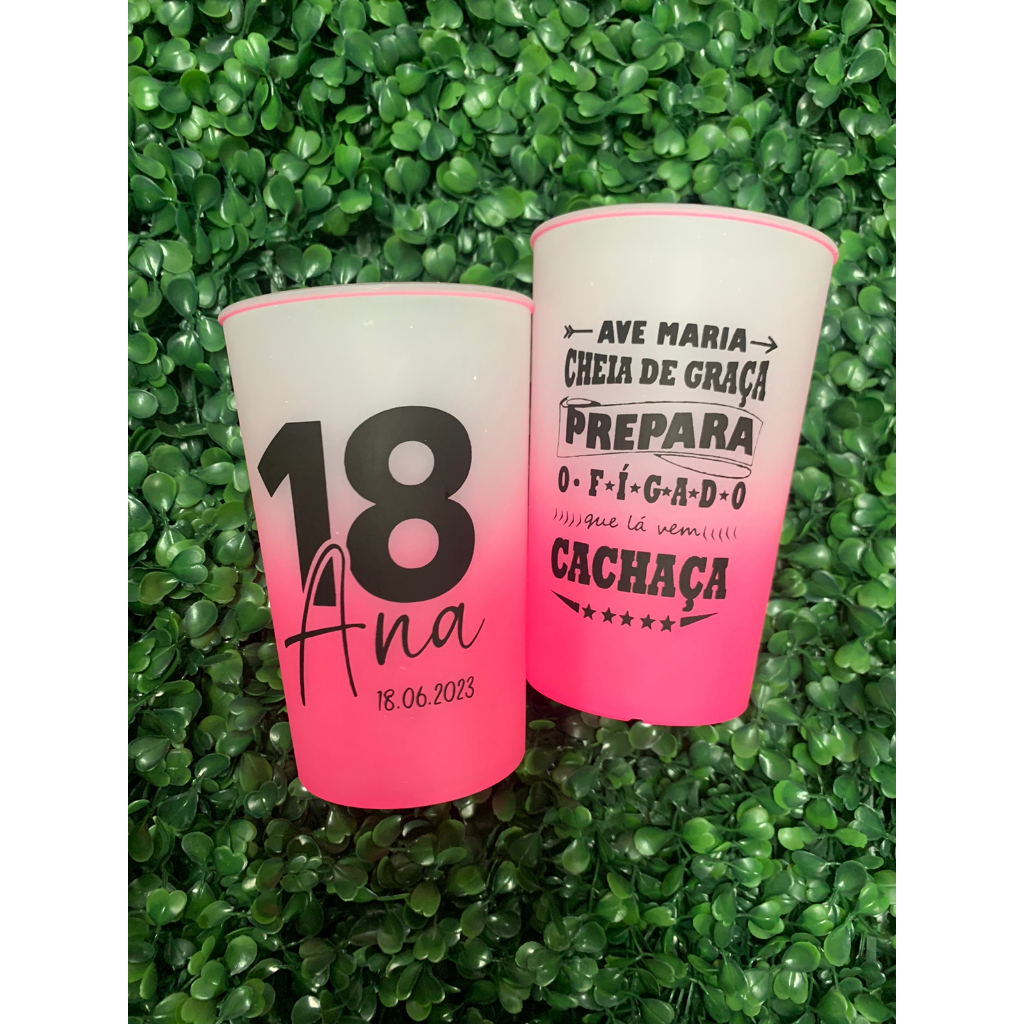 18
Ana
18.06.2023
AVE MARIA
CHEIA DE GRAÇA
PREPARA
O • F★Í★G★A★D★O
que lá vem
CACHAÇA